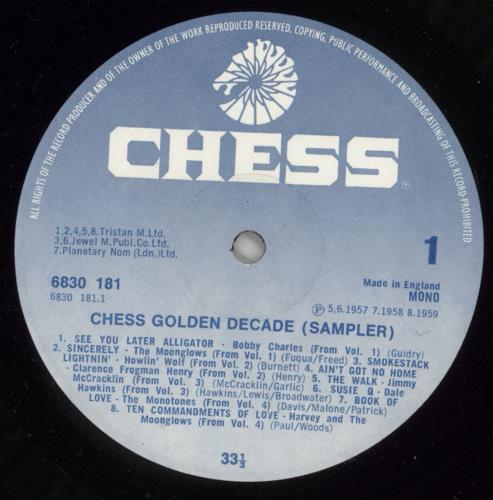 ALL RIGHTS OF THE RECORD PRODUCER AND OF THE OWNER OF THE WORK REPRODUCED RESERVED. COPYING, PUBLIC PERFORMANCE AND BROADCASTING OF THIS RECORD PROHIBITED
CHESS®
1,2,4,5,8.Tristan M.Ltd.
3,6.Jewel M.Publ.Co.Ltd.
7.Planetary Nom (Ldn.)Ltd.
1
6830 181
6830 181.1
Made in England
MONO
Ⓟ 5,6.1957 7.1958 8.1959
CHESS GOLDEN DECADE (SAMPLER)
1. SEE YOU LATER ALLIGATOR - Bobby Charles (From Vol. 1) (Guidry)
2. SINCERELY - The Moonglows (From Vol. 1) (Fuqua/Freed) 3. SMOKESTACK
LIGHTNIN' - Howlin' Wolf (From Vol. 2) (Burnett) 4. AIN'T GOT NO HOME
- Clarence Frogman Henry (From Vol. 2) (Henry) 5. THE WALK - Jimmy
McCracklin (From Vol. 3) (McCracklin/Garlic) 6. SUSIE Q - Dale
Hawkins (From Vol. 3) (Hawkins/Lewis/Broadwater) 7. BOOK OF
LOVE - The Monotones (From Vol. 4) (Davis/Malone/Patrick)
8. TEN COMMANDMENTS OF LOVE - Harvey and The
Moonglows (From Vol. 4) (Paul/Woods)
33⅓